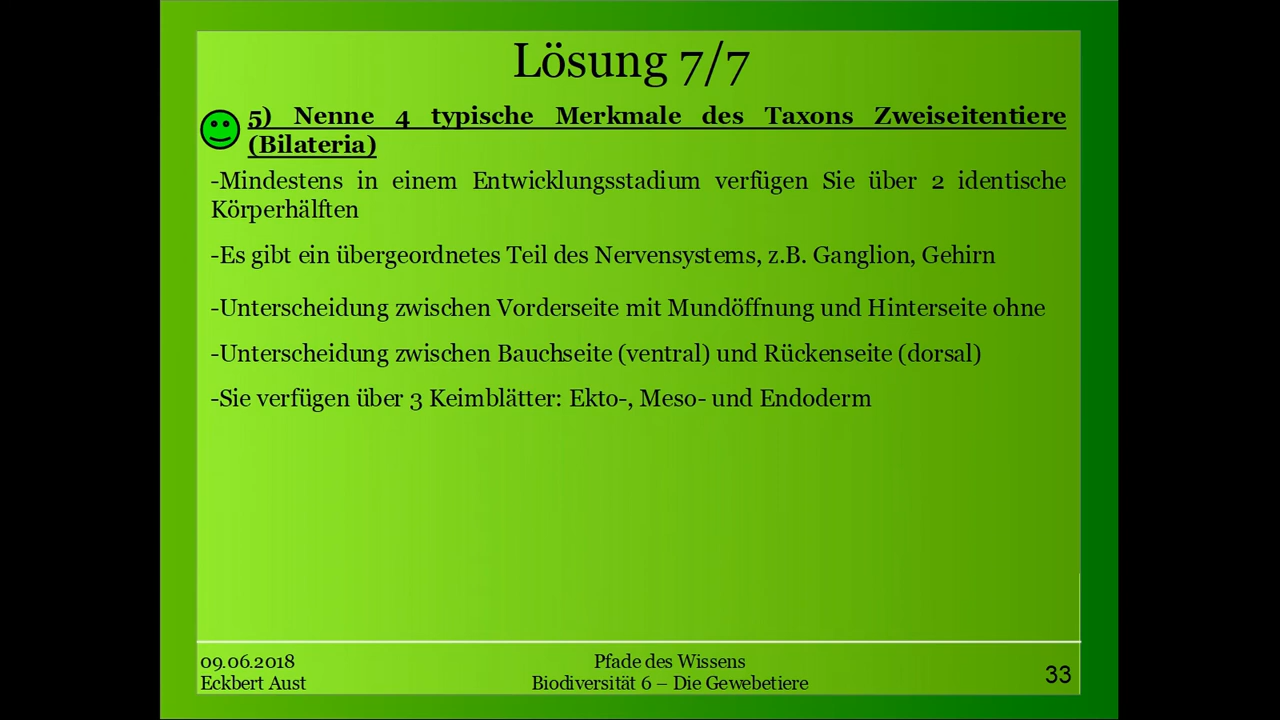 Lösung 7/7
5) Nenne 4 typische Merkmale des Taxons Zweiseitentiere
(Bilateria)
-Mindestens in einem Entwicklungsstadium verfügen Sie über 2 identische
Körperhälften
-Es gibt ein übergeordnetes Teil des Nervensystems, z.B. Ganglion, Gehirn
-Unterscheidung zwischen Vorderseite mit Mundöffnung und Hinterseite ohne
-Unterscheidung zwischen Bauchseite (ventral) und Rückenseite (dorsal)
-Sie verfügen über 3 Keimblätter: Ekto-, Meso- und Endoderm
09.06.2018
Eckbert Aust
Pfade des Wissens
Biodiversität 6 – Die Gewebetiere
33